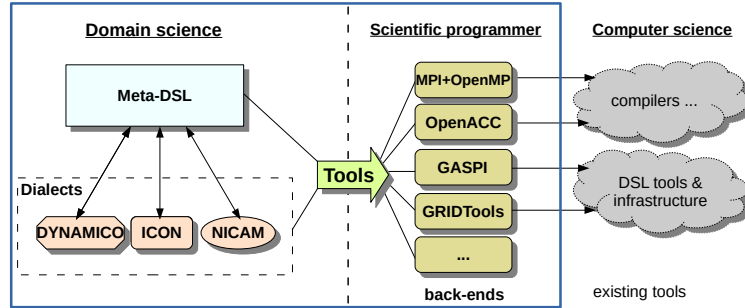 Domain science
Scientific programmer
Computer science
Meta-DSL
Dialects
DYNAMICO
ICON
NICAM
Tools
MPI+OpenMP
OpenACC
GASPI
GRIDTools
...
back-ends
compilers ...
DSL tools &
infrastructure
existing tools